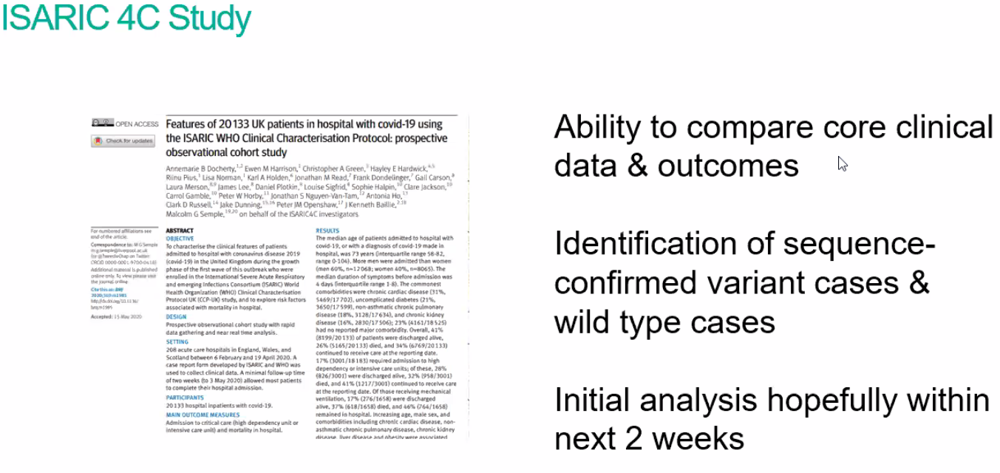 ISARIC 4C Study
OPEN ACCESS
Check for updates
Features of 20 133 UK patients in hospital with covid-19 using
the ISARIC WHO Clinical Characterisation Protocol: prospective
observational cohort study
Annemarie B Docherty,1,2 Ewen M Harrison,1 Christopher A Green,3 Hayley E Hardwick,4,5
Riinu Pius,1 Lisa Norman,1 Karl A Holden,6 Jonathan M Read,7 Frank Dondelinger,7 Gail Carson,8
Laura Merson,8,9 James Lee,8 Daniel Plotkin,8 Louise Sigfrid,8 Sophie Halpin,10 Clare Jackson,10
Carrol Gamble,10 Peter W Horby,11 Jonathan S Nguyen-Van-Tam,12 Antonia Ho,13
Clark D Russell,14 Jake Dunning,15,16 Peter JM Openshaw,17 J Kenneth Baillie,2,18
Malcolm G Semple,19,20 on behalf of the ISARIC4C investigators
For numbered affiliations see
end of the article.
Correspondence to: M G Semple
Additional material is published
online only. To view please visit
the journal online.
Cite this as: BMJ
Accepted: 15 May 2020
ABSTRACT
OBJECTIVE
To characterise the clinical features of patients
admitted to hospital with coronavirus disease 2019
(covid-19) in the United Kingdom during the growth
phase of the first wave of this outbreak who were
enrolled in the International Severe Acute Respiratory
and emerging Infections Consortium (ISARIC) World
Health Organization (WHO) Clinical Characterisation
Protocol UK (CCP-UK) study, and to explore risk factors
associated with mortality in hospital.
DESIGN
Prospective observational cohort study with rapid
data gathering and near real time analysis.
SETTING
208 acute care hospitals in England, Wales, and
Scotland between 6 February and 19 April 2020. A
case report form developed by ISARIC and WHO was
used to collect clinical data. A minimal follow-up time
of two weeks (to 3 May 2020) allowed most patients
to complete their hospital admission.
PARTICIPANTS
20 133 hospital inpatients with covid-19.
MAIN OUTCOME MEASURES
Admission to critical care (high dependency unit or
intensive care unit) and mortality in hospital.
RESULTS
The median age of patients admitted to hospital with
covid-19, or with a diagnosis of covid-19 made in
hospital, was 73 years (interquartile range 58-82,
range 0-104). More men were admitted than women
(men 60%, n=12 068; women 40%, n=8065). The
median duration of symptoms before admission was
4 days (interquartile range 1-8). The commonest
comorbidities were chronic cardiac disease (31%,
5469/17 702), uncomplicated diabetes (21%,
3650/17 599), non-asthmatic chronic pulmonary
disease (18%, 3128/17 634), and chronic kidney
disease (16%, 2830/17 506); 23% (4161/18 525)
had no reported major comorbidity. Overall, 41%
(8199/20 133) of patients were discharged alive,
26% (5165/20 133) died, and 34% (6769/20 133)
continued to receive care at the reporting date.
17% (3001/18 183) required admission to high
dependency or intensive care units; of these, 28%
(826/3001) were discharged alive, 32% (958/3001)
died, and 41% (1217/3001) continued to receive care
at the reporting date. Of those receiving mechanical
ventilation, 17% (276/1658) were discharged
alive, 37% (618/1658) died, and 46% (764/1658)
remained in hospital. Increasing age, male sex, and
comorbidities including chronic cardiac disease, non-
asthmatic chronic pulmonary disease, chronic kidney
disease, liver disease and obesity were associated
Ability to compare core clinical
data & outcomes
Identification of sequence-
confirmed variant cases &
wild type cases
Initial analysis hopefully within
next 2 weeks